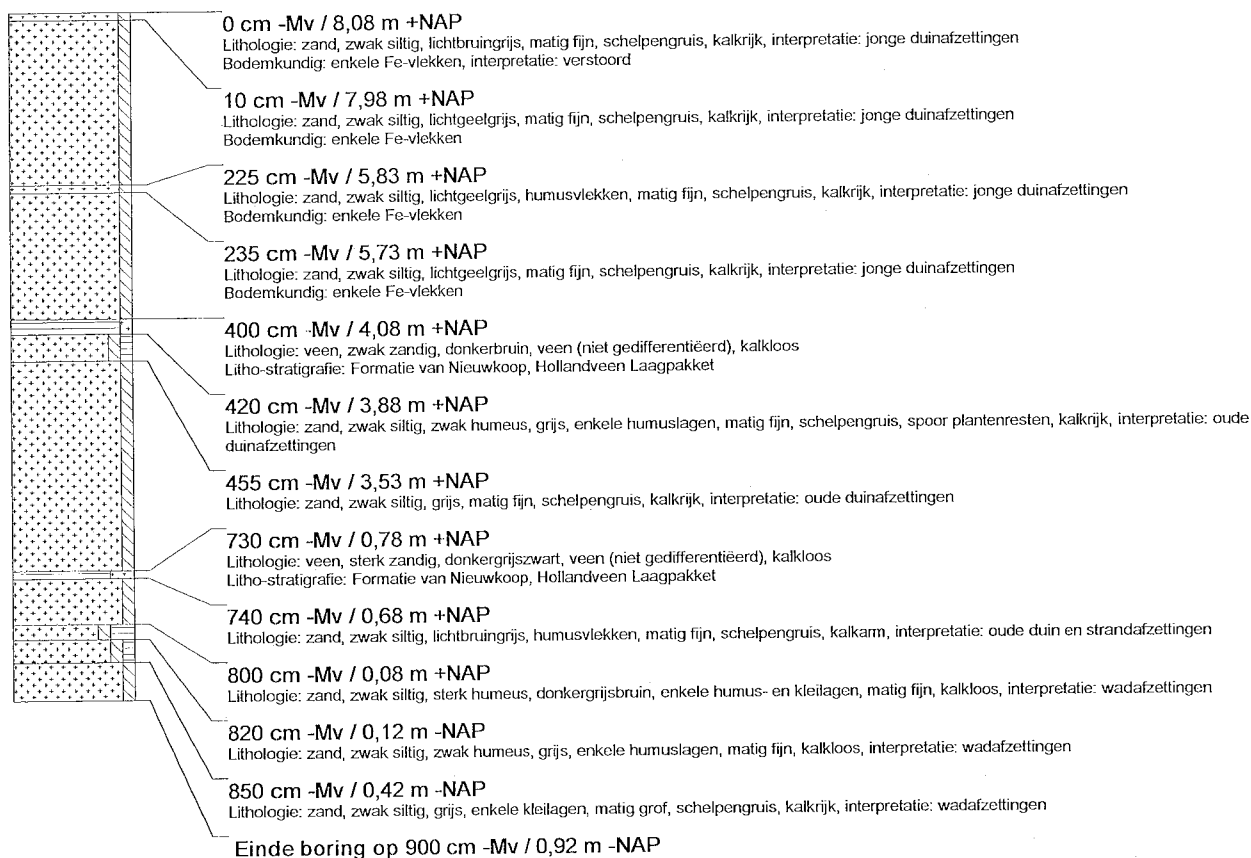 0 cm -Mv / 8,08 m +NAP
Lithologie: zand, zwak siltig, lichtbruingrijs, matig fijn, schelpengruis, kalkrijk, interpretatie: jonge duinafzettingen
Bodemkundig: enkele Fe-vlekken, interpretatie: verstoord
10 cm -Mv / 7,98 m +NAP
Lithologie: zand, zwak siltig, lichtgeelgrijs, matig fijn, schelpengruis, kalkrijk, interpretatie: jonge duinafzettingen
Bodemkundig: enkele Fe-vlekken
225 cm -Mv / 5,83 m +NAP
Lithologie: zand, zwak siltig, lichtgeelgrijs, humusvlekken, matig fijn, schelpengruis, kalkrijk, interpretatie: jonge duinafzettingen
Bodemkundig: enkele Fe-vlekken
235 cm -Mv / 5,73 m +NAP
Lithologie: zand, zwak siltig, lichtgeelgrijs, matig fijn, schelpengruis, kalkrijk, interpretatie: jonge duinafzettingen
Bodemkundig: enkele Fe-vlekken
400 cm -Mv / 4,08 m +NAP
Lithologie: veen, zwak zandig, donkerbruin, veen (niet gedifferentiëerd), kalkloos
Litho-stratigrafie: Formatie van Nieuwkoop, Hollandveen Laagpakket
420 cm -Mv / 3,88 m +NAP
Lithologie: zand, zwak siltig, zwak humeus, grijs, enkele humuslagen, matig fijn, schelpengruis, spoor plantenresten, kalkrijk, interpretatie: oude
duinafzettingen
455 cm -Mv / 3,53 m +NAP
Lithologie: zand, zwak siltig, grijs, matig fijn, schelpengruis, kalkrijk, interpretatie: oude duinafzettingen
730 cm -Mv / 0,78 m +NAP
Lithologie: veen, sterk zandig, donkergrijszwart, veen (niet gedifferentiëerd), kalkloos
Litho-stratigrafie: Formatie van Nieuwkoop, Hollandveen Laagpakket
740 cm -Mv / 0,68 m +NAP
Lithologie: zand, zwak siltig, lichtbruingrijs, humusvlekken, matig fijn, schelpengruis, kalkarm, interpretatie: oude duin en strandafzettingen
800 cm -Mv / 0,08 m +NAP
Lithologie: zand, zwak siltig, sterk humeus, donkergrijsbruin, enkele humus- en kleilagen, matig fijn, kalkloos, interpretatie: wadafzettingen
820 cm -Mv / 0,12 m -NAP
Lithologie: zand, zwak siltig, zwak humeus, grijs, enkele humuslagen, matig fijn, kalkloos, interpretatie: wadafzettingen
850 cm -Mv / 0,42 m -NAP
Lithologie: zand, zwak siltig, grijs, enkele kleilagen, matig grof, schelpengruis, kalkrijk, interpretatie: wadafzettingen
Einde boring op 900 cm -Mv / 0,92 m -NAP